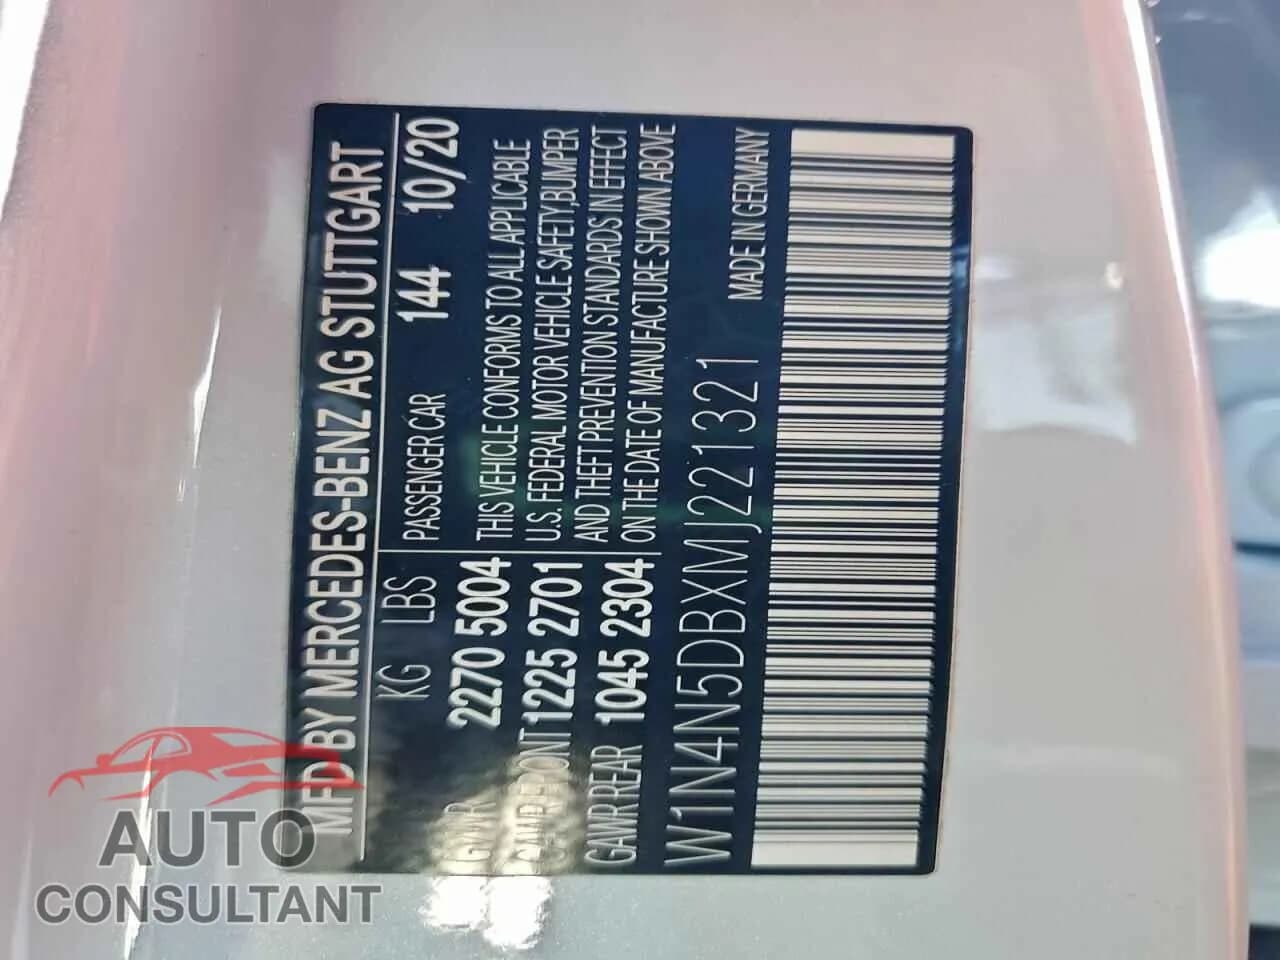 MFD BY MERCEDES-BENZ AG STUTTGART
KG LBS PASSENGER CAR 144 10/20
GVWR 2270 5004 THIS VEHICLE CONFORMS TO ALL APPLICABLE
GAWR FRONT 1225 2701 U.S. FEDERAL MOTOR VEHICLE SAFETY, BUMPER
AND THEFT PREVENTION STANDARDS IN EFFECT
GAWR REAR 1045 2304 ON THE DATE OF MANUFACTURE SHOWN ABOVE
W1N4N5DBXMJ221321 MADE IN GERMANY
AUTO
CONSULTANT